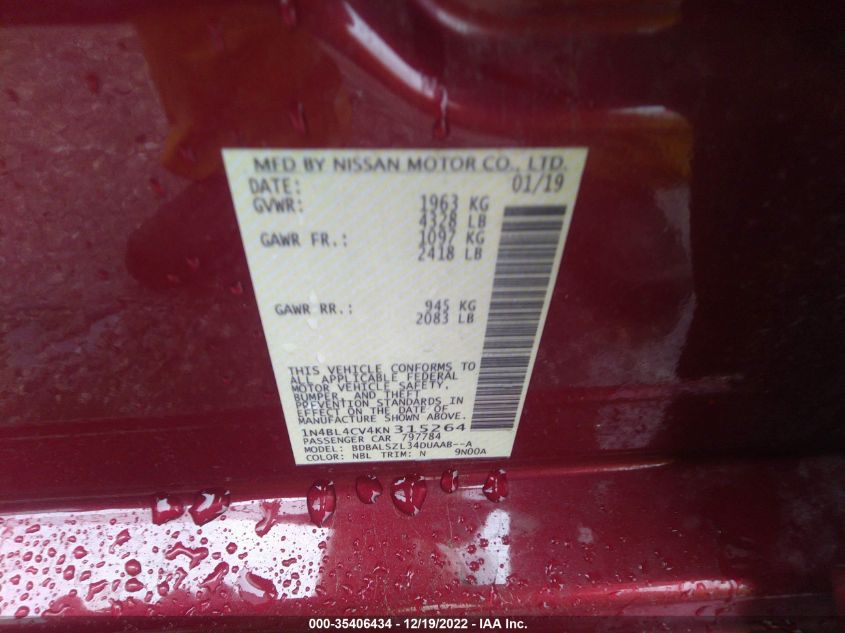 MFD BY NISSAN MOTOR CO., LTD.
DATE: 01/19
GVWR: 1963 KG
4328 LB
GAWR FR.: 1097 KG
2418 LB
GAWR RR.: 945 KG
2083 LB
THIS VEHICLE CONFORMS TO
ALL APPLICABLE FEDERAL
MOTOR VEHICLE SAFETY,
BUMPER, AND THEFT
PREVENTION STANDARDS IN
EFFECT ON THE DATE OF
MANUFACTURE SHOWN ABOVE.
1N4BL4CV4KN315264
PASSENGER CAR 797784
MODEL: BDBALSZL34DUAAB--A
COLOR: NBL TRIM: N 9N00A
000-35406434 - 12/19/2022 - IAA Inc.